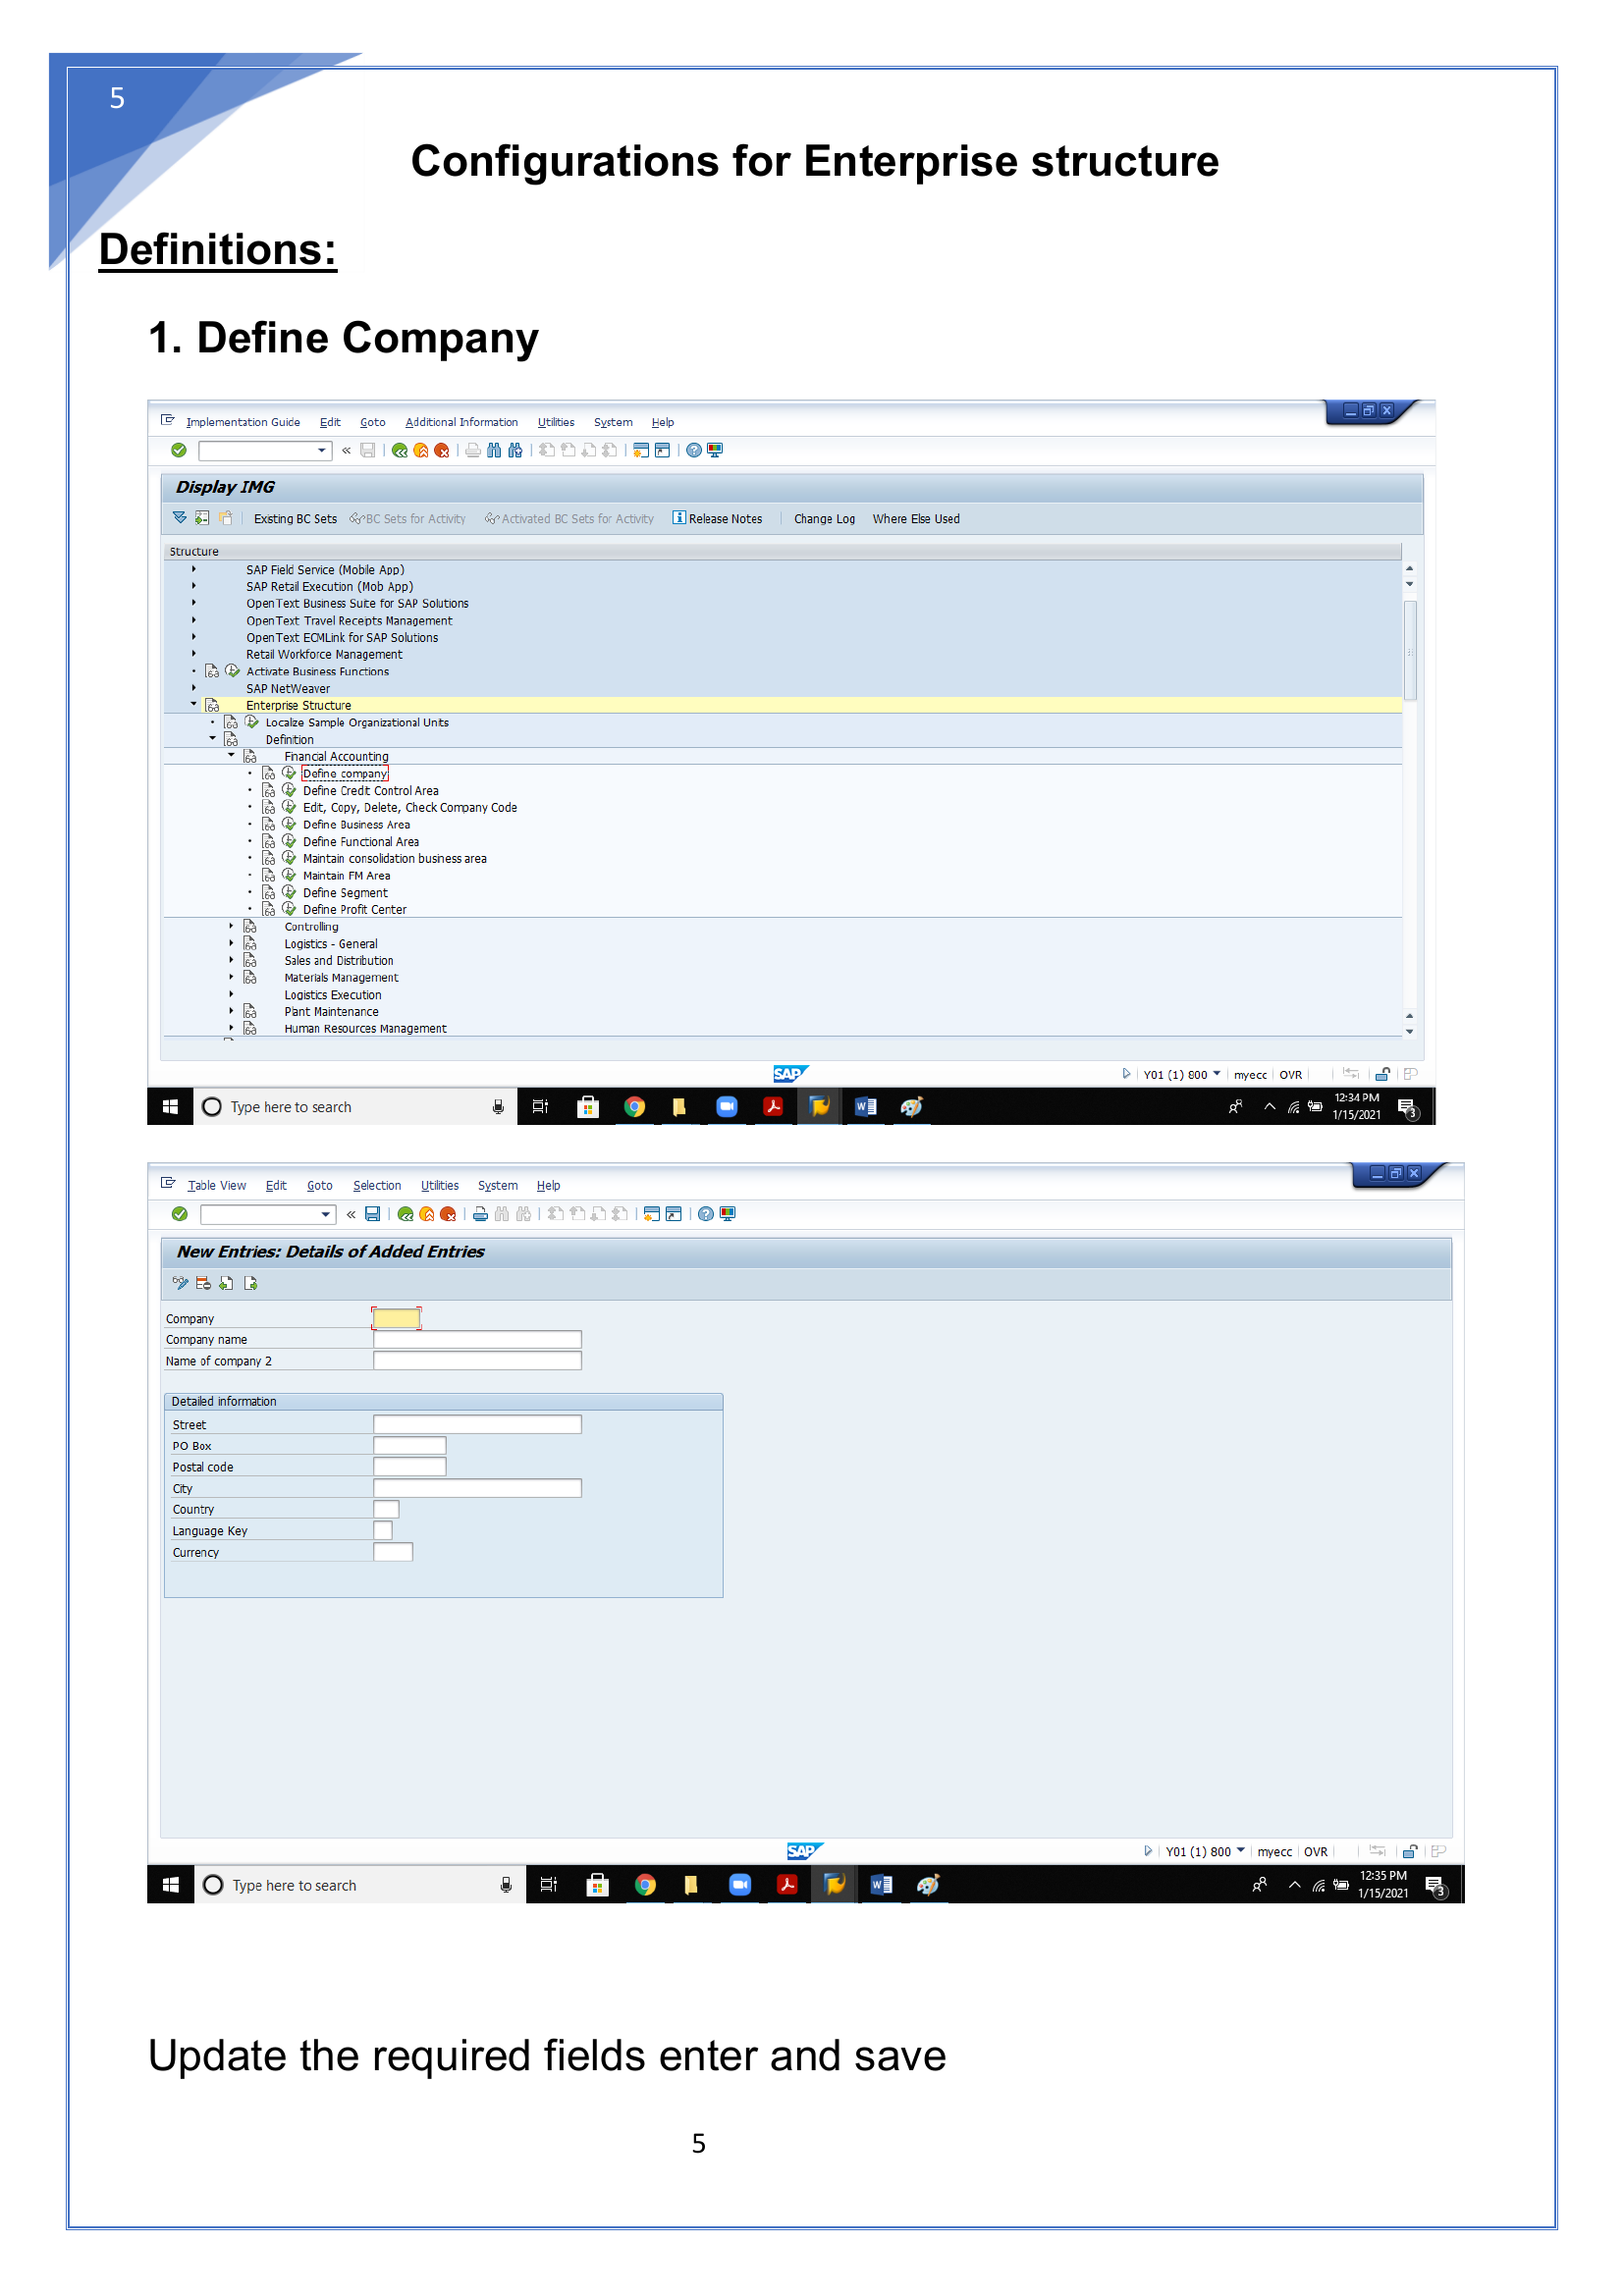 5
Configurations for Enterprise structure
Definitions:
1. Define Company
Implementation Guide Edit Goto Additional Information Utilities System Help
«
Display IMG
Existing BC Sets BC Sets for Activity Activated BC Sets for Activity Release Notes Change Log Where Else Used
Structure
SAP Field Service (Mobile App)
SAP Retail Execution (Mob App)
OpenText Business Suite for SAP Solutions
OpenText Travel Receipts Management
OpenText ECMLink for SAP Solutions
Retail Workforce Management
Activate Business Functions
SAP NetWeaver
Enterprise Structure
Localize Sample Organizational Units
Definition
Financial Accounting
Define company
Define Credit Control Area
Edit, Copy, Delete, Check Company Code
Define Business Area
Define Functional Area
Maintain consolidation business area
Maintain FM Area
Define Segment
Define Profit Center
Controlling
Logistics - General
Sales and Distribution
Materials Management
Logistics Execution
Plant Maintenance
Human Resources Management
SAP Y01 (1) 800 myecc OVR
Type here to search 12:34 PM
1/15/2021 3
Table View Edit Goto Selection Utilities System Help
«
New Entries: Details of Added Entries
Company
Company name
Name of company 2
Detailed information
Street
PO Box
Postal code
City
Country
Language Key
Currency
SAP Y01 (1) 800 myecc OVR
Type here to search 12:35 PM
1/15/2021 3
Update the required fields enter and save
5